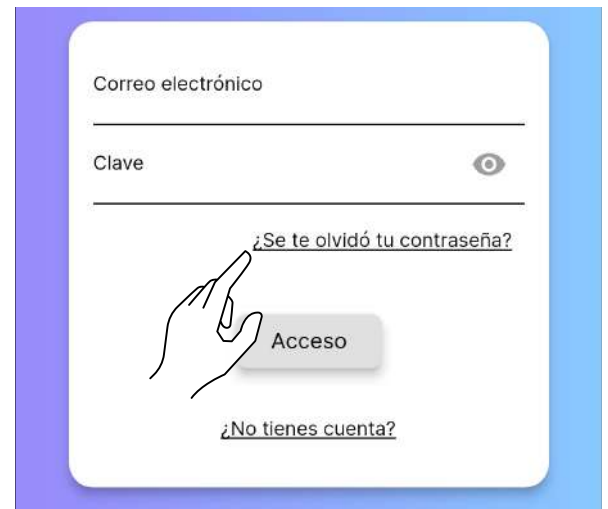 Correo electrónico
Clave
¿Se te olvidó tu contraseña?
Acceso
¿No tienes cuenta?